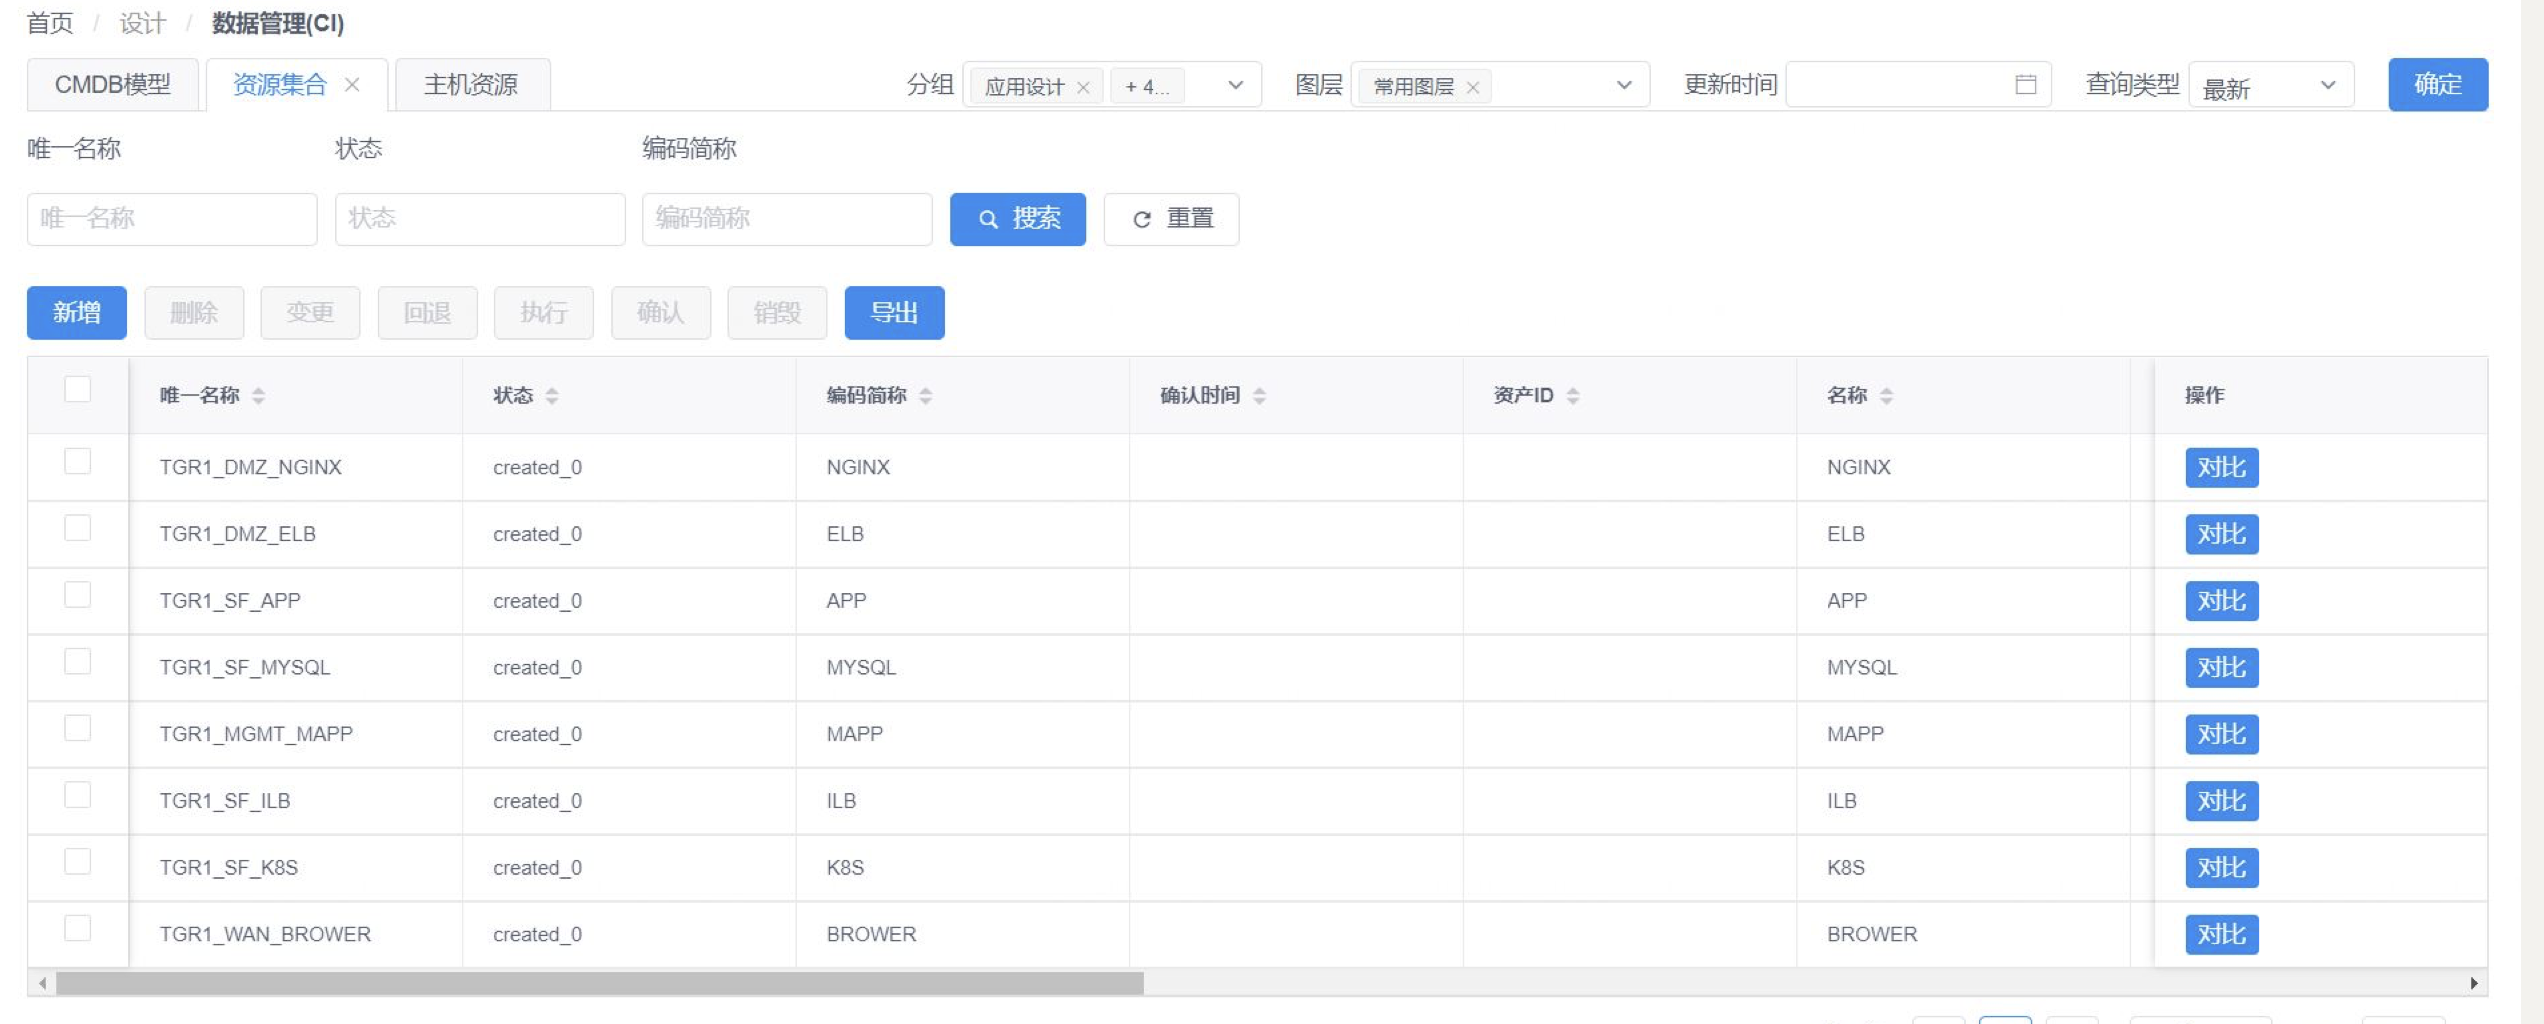 首页 / 设计 / 数据管理(CI)
CMDB模型 资源集合 主机资源 分组 应用设计 + 4... 图层 常用图层 更新时间 查询类型 最新 确定
唯一名称 状态 编码简称
唯一名称 状态 编码简称 搜索 重置
新增 删除 变更 回退 执行 确认 销毁 导出
唯一名称 状态 编码简称 确认时间 资产ID 名称 操作
TGR1_DMZ_NGINX created_0 NGINX NGINX 对比
TGR1_DMZ_ELB created_0 ELB ELB 对比
TGR1_SF_APP created_0 APP APP 对比
TGR1_SF_MYSQL created_0 MYSQL MYSQL 对比
TGR1_MGMT_MAPP created_0 MAPP MAPP 对比
TGR1_SF_ILB created_0 ILB ILB 对比
TGR1_SF_K8S created_0 K8S K8S 对比
TGR1_WAN_BROWER created_0 BROWER BROWER 对比